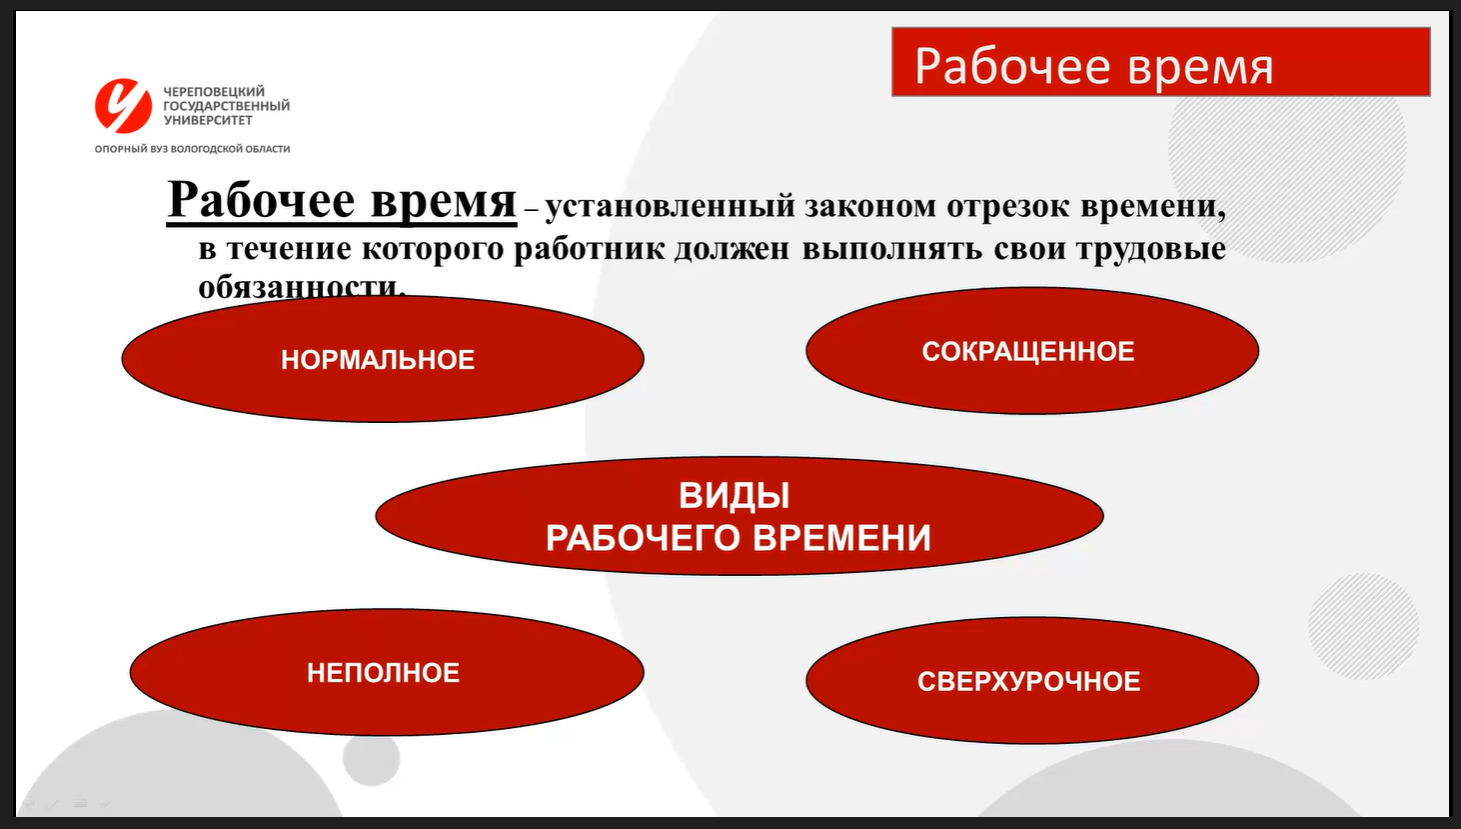 Рабочее время
ЧЕРЕПОВЕЦКИЙ
ГОСУДАРСТВЕННЫЙ
УНИВЕРСИТЕТ
ОПОРНЫЙ ВУЗ ВОЛОГОДСКОЙ ОБЛАСТИ
Рабочее время – установленный законом отрезок времени,
в течение которого работник должен выполнять свои трудовые
обязанности.
НОРМАЛЬНОЕ
СОКРАЩЕННОЕ
ВИДЫ
РАБОЧЕГО ВРЕМЕНИ
НЕПОЛНОЕ
СВЕРХУРОЧНОЕ